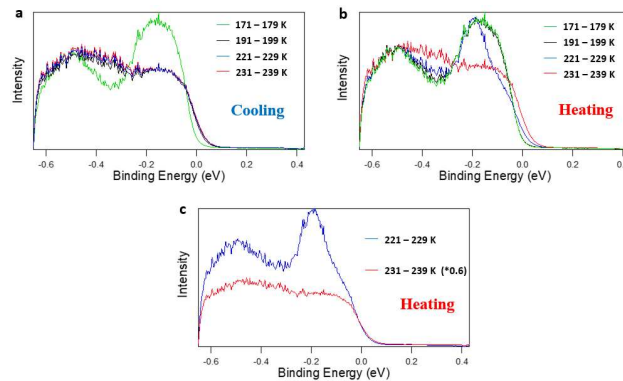 a
171 – 179 K
191 – 199 K
221 – 229 K
231 – 239 K
Cooling
Intensity
-0.6 -0.4 -0.2 0.0 0.2 0.4
Binding Energy (eV)
b
171 – 179 K
191 – 199 K
221 – 229 K
231 – 239 K
Heating
Intensity
-0.6 -0.4 -0.2 0.0 0.2 0.4
Binding Energy (eV)
c
221 – 229 K
231 – 239 K (*0.6)
Heating
Intensity
-0.6 -0.4 -0.2 0.0 0.2 0.4
Binding Energy (eV)